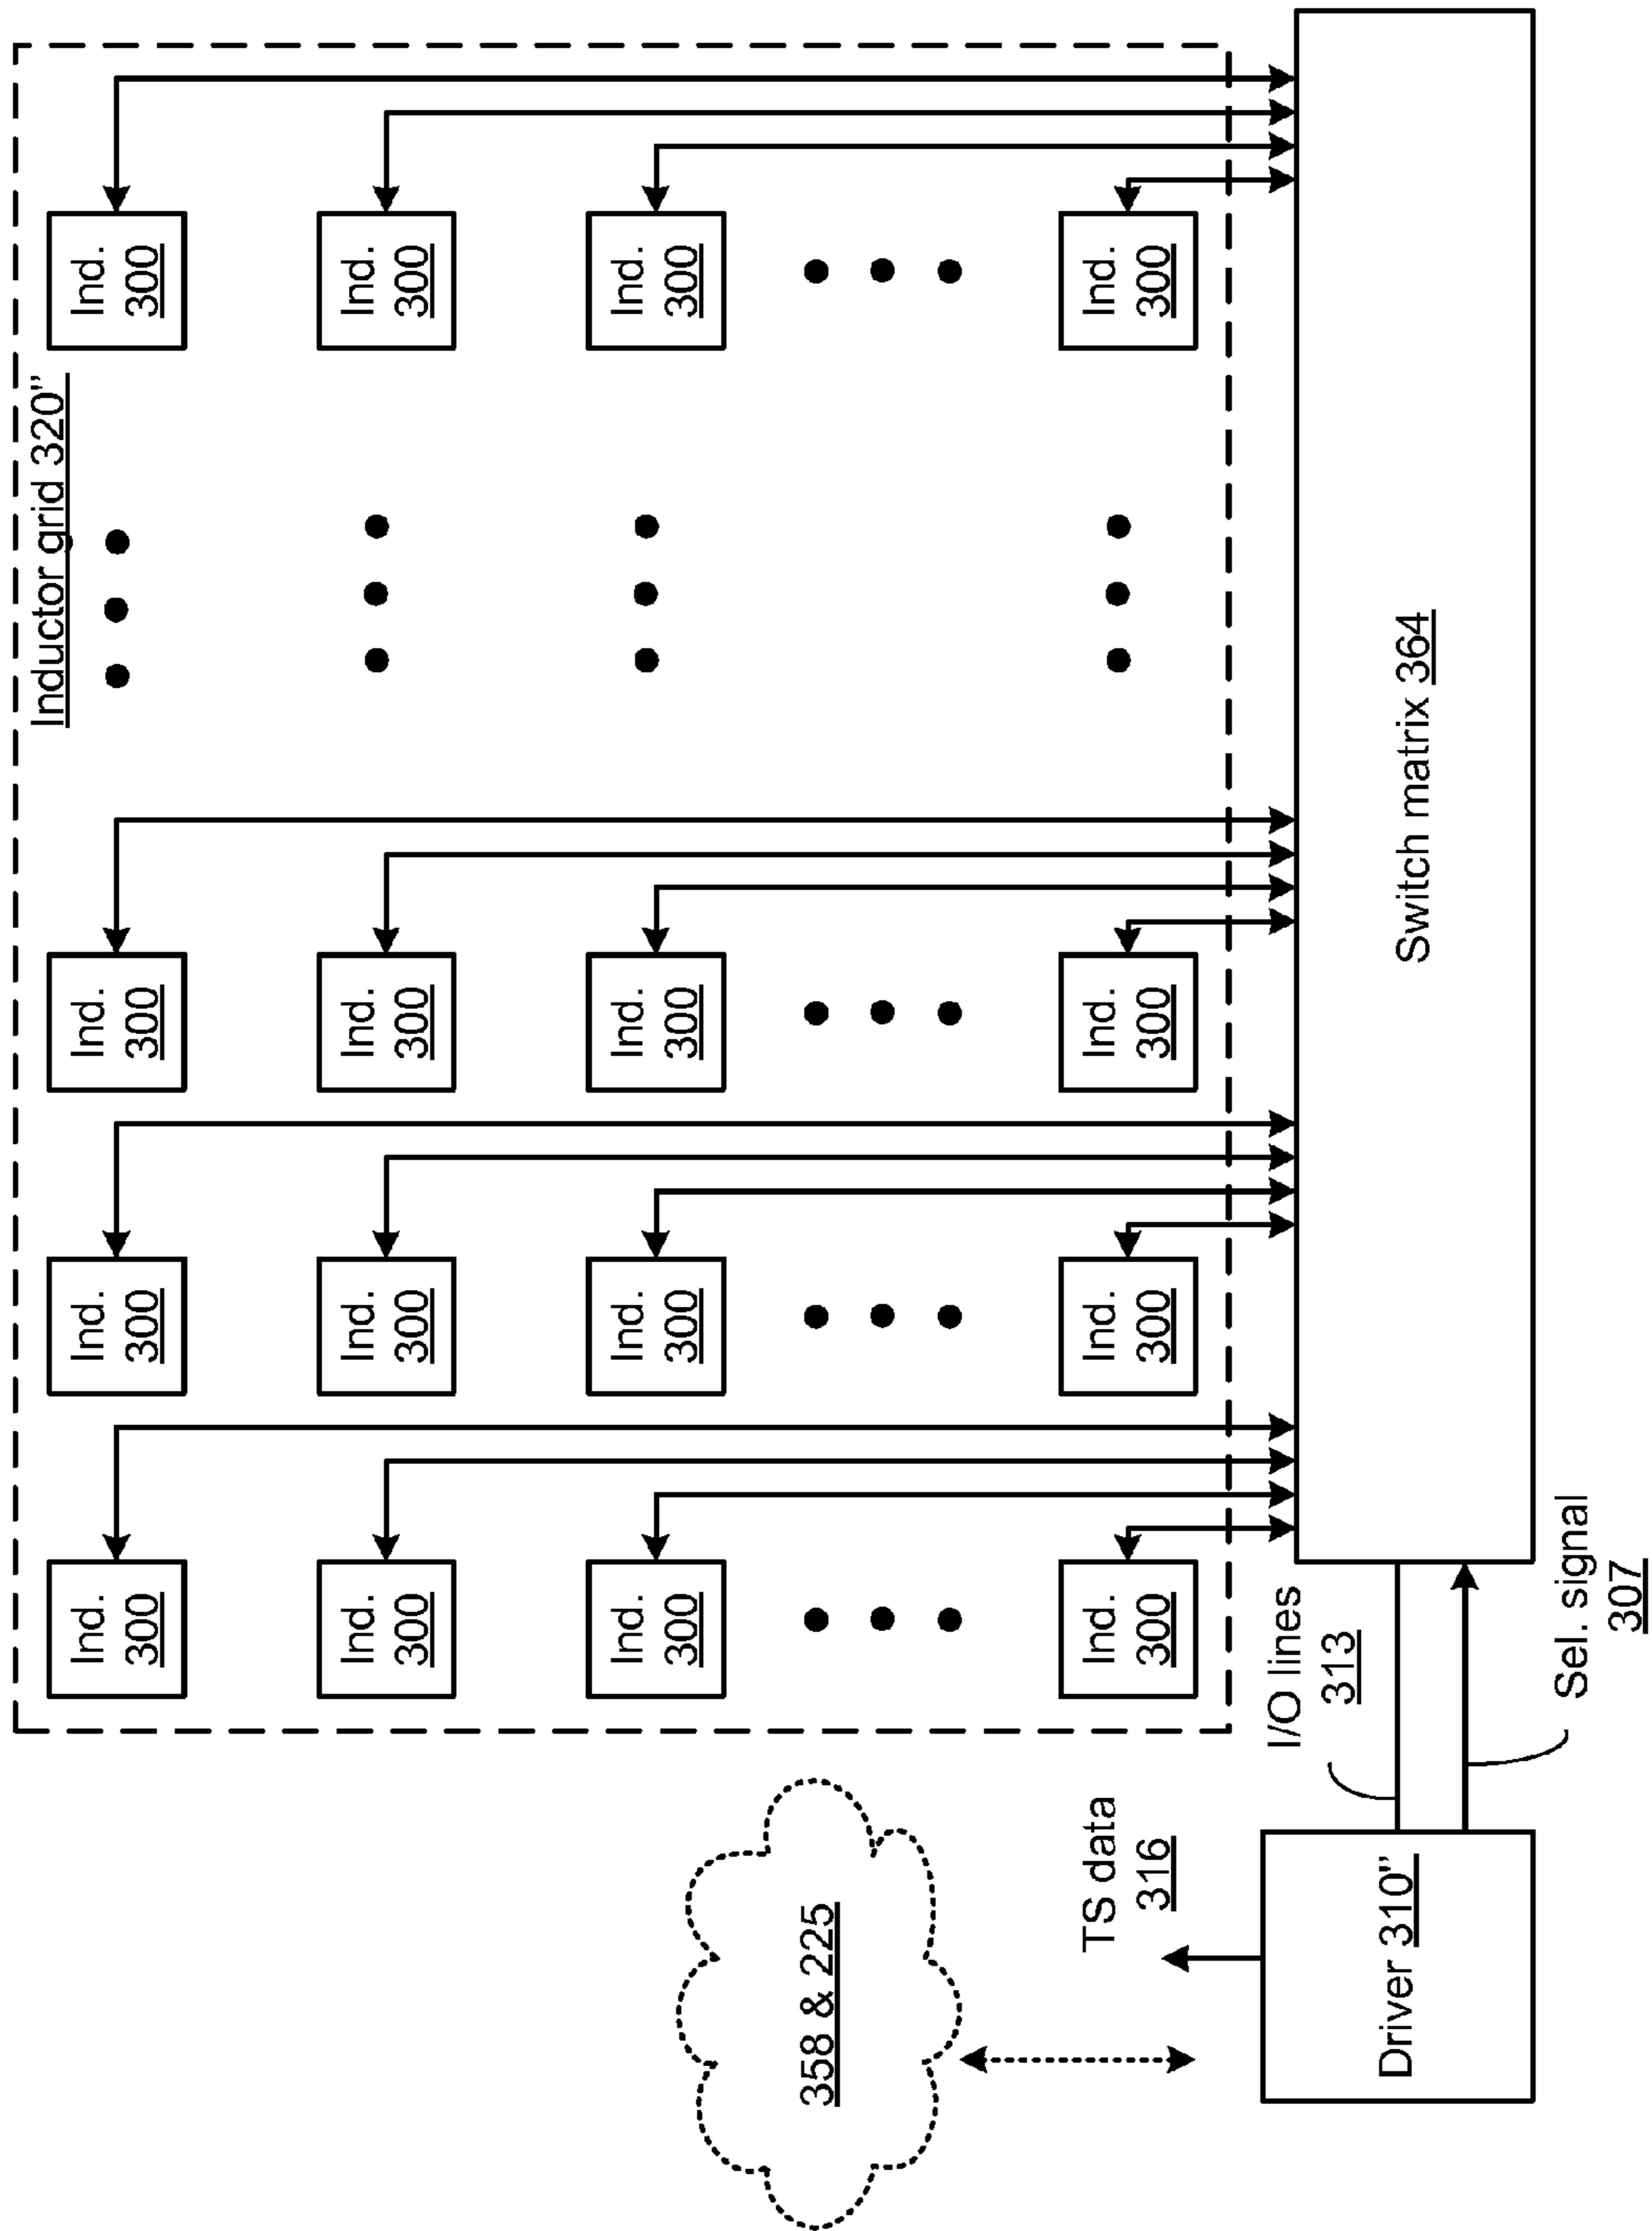 Inductor grid 320"
Ind.
300
Ind.
300
Ind.
300
Ind.
300
Ind.
300
Ind.
300
Ind.
300
Ind.
300
Ind.
300
Ind.
300
Ind.
300
Ind.
300
358 & 225
TS data
316
Ind.
300
Ind.
300
Ind.
300
Ind.
300
I/O lines
313
Driver 310"
Switch matrix 364
Sel. signal
307